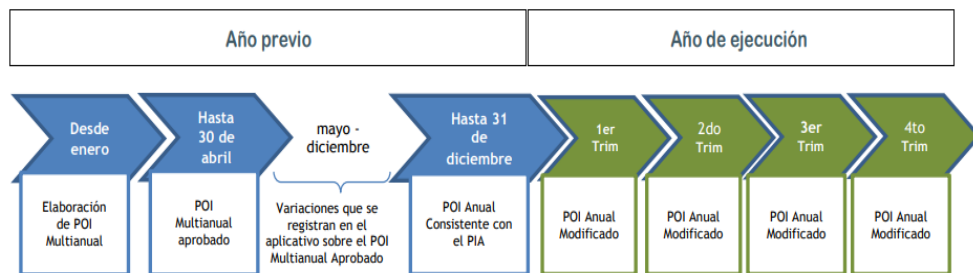 Año previo
Año de ejecución
Desde
enero
Hasta
30 de
abril
mayo -
diciembre
Hasta 31
de
diciembre
1er
Trim
2do
Trim
3er
Trim
4to
Trim
Elaboración
de POI
Multianual
POI
Multianual
aprobado
Variaciones que se
registran en el
aplicativo sobre el POI
Multianual Aprobado
POI Anual
Consistente con
el PIA
POI Anual
Modificado
POI Anual
Modificado
POI Anual
Modificado
POI Anual
Modificado